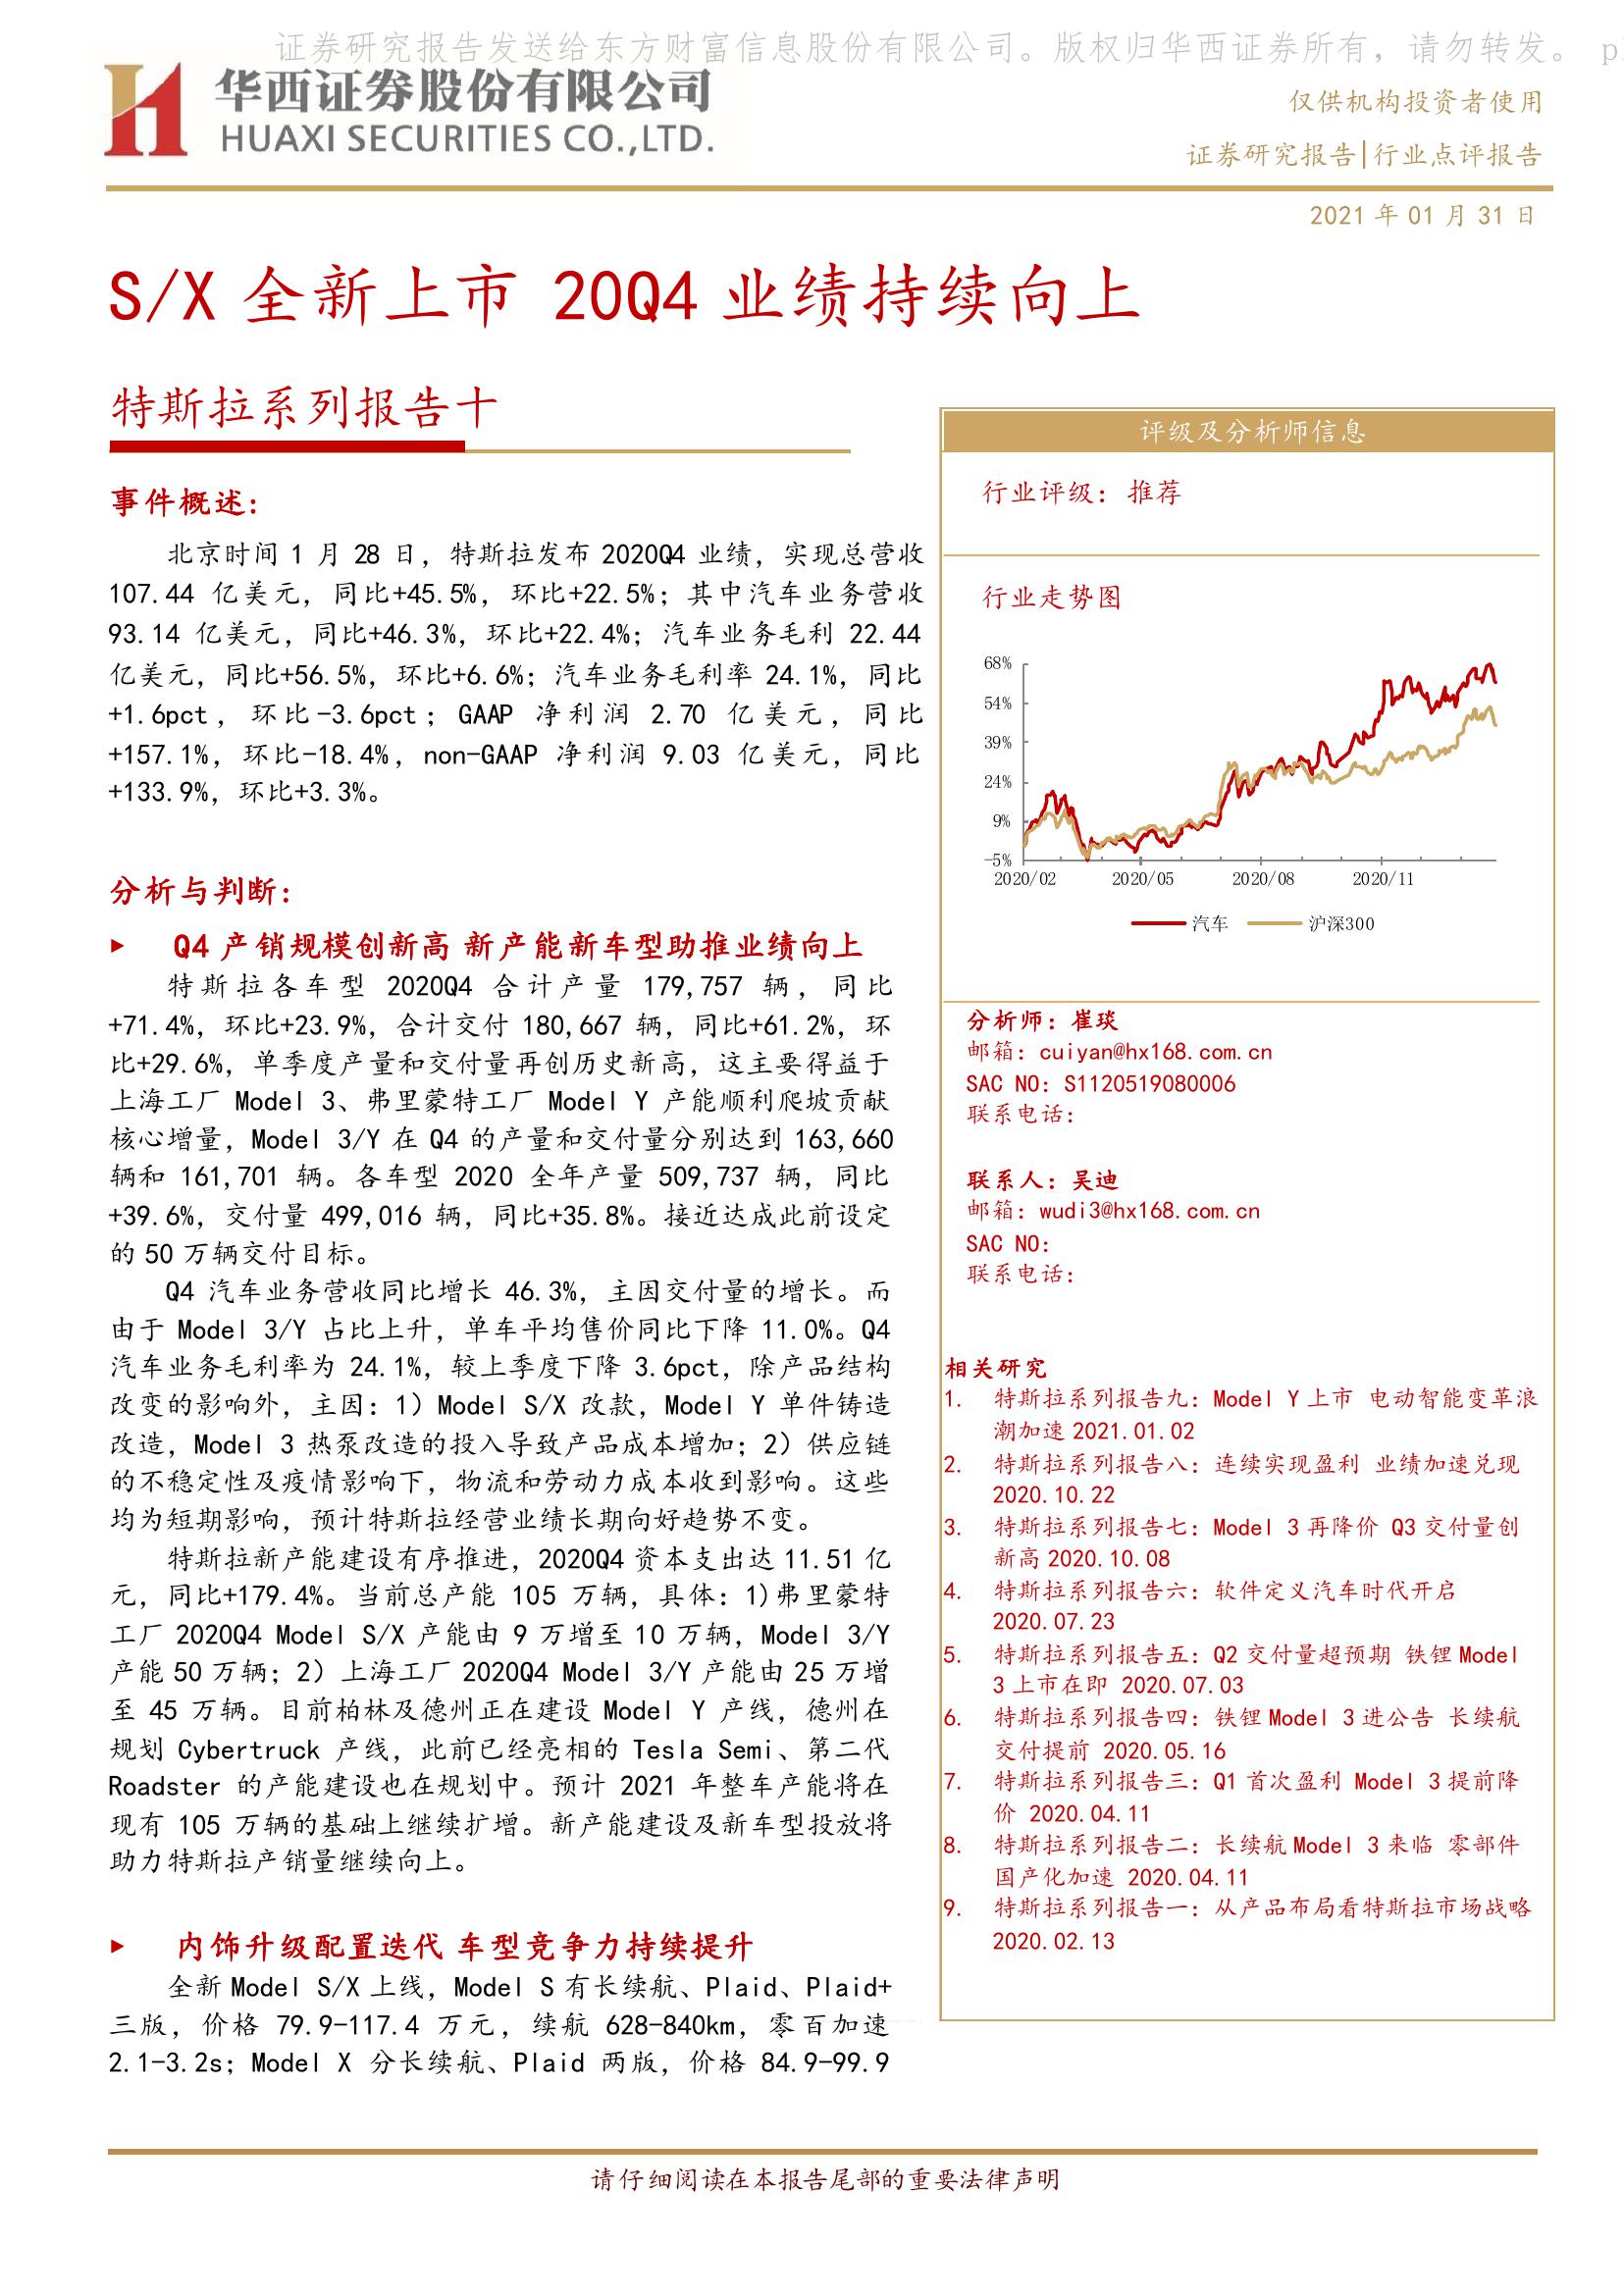 证券研究报告发送给东方财富信息股份有限公司。版权归华西证券所有，请勿转发。 p
华西证券股份有限公司
HUAXI SECURITIES CO.,LTD.
仅供机构投资者使用
证券研究报告|行业点评报告
2021 年 01 月 31 日
S/X 全新上市 20Q4 业绩持续向上
特斯拉系列报告十
事件概述：
北京时间 1 月 28 日，特斯拉发布 2020Q4 业绩，实现总营收
107.44 亿美元，同比+45.5%，环比+22.5%；其中汽车业务营收
93.14 亿美元，同比+46.3%，环比+22.4%；汽车业务毛利 22.44
亿美元，同比+56.5%，环比+6.6%；汽车业务毛利率 24.1%，同比
+1.6pct，环比-3.6pct；GAAP 净利润 2.70 亿美元，同比
+157.1%，环比-18.4%，non-GAAP 净利润 9.03 亿美元，同比
+133.9%，环比+3.3%。
分析与判断：
Q4 产销规模创新高 新产能新车型助推业绩向上
特斯拉各车型 2020Q4 合计产量 179,757 辆，同比
+71.4%，环比+23.9%，合计交付 180,667 辆，同比+61.2%，环
比+29.6%，单季度产量和交付量再创历史新高，这主要得益于
上海工厂 Model 3、弗里蒙特工厂 Model Y 产能顺利爬坡贡献
核心增量，Model 3/Y 在 Q4 的产量和交付量分别达到 163,660
辆和 161,701 辆。各车型 2020 全年产量 509,737 辆，同比
+39.6%，交付量 499,016 辆，同比+35.8%。接近达成此前设定
的 50 万辆交付目标。
Q4 汽车业务营收同比增长 46.3%，主因交付量的增长。而
由于 Model 3/Y 占比上升，单车平均售价同比下降 11.0%。Q4
汽车业务毛利率为 24.1%，较上季度下降 3.6pct，除产品结构
改变的影响外，主因：1）Model S/X 改款，Model Y 单件铸造
改造，Model 3 热泵改造的投入导致产品成本增加；2）供应链
的不稳定性及疫情影响下，物流和劳动力成本收到影响。这些
均为短期影响，预计特斯拉经营业绩长期向好趋势不变。
特斯拉新产能建设有序推进，2020Q4 资本支出达 11.51 亿
元，同比+179.4%。当前总产能 105 万辆，具体：1)弗里蒙特
工厂 2020Q4 Model S/X 产能由 9 万增至 10 万辆，Model 3/Y
产能 50 万辆；2）上海工厂 2020Q4 Model 3/Y 产能由 25 万增
至 45 万辆。目前柏林及德州正在建设 Model Y 产线，德州在
规划 Cybertruck 产线，此前已经亮相的 Tesla Semi、第二代
Roadster 的产能建设也在规划中。预计 2021 年整车产能将在
现有 105 万辆的基础上继续扩增。新产能建设及新车型投放将
助力特斯拉产销量继续向上。
内饰升级配置迭代 车型竞争力持续提升
全新 Model S/X 上线，Model S 有长续航、Plaid、Plaid+
三版，价格 79.9-117.4 万元，续航 628-840km，零百加速
2.1-3.2s；Model X 分长续航、Plaid 两版，价格 84.9-99.9
评级及分析师信息
行业评级：推荐
行业走势图
68%
54%
39%
24%
9%
-5%
2020/02 2020/05 2020/08 2020/11
汽车 沪深300
分析师：崔琰
邮箱：cuiyan@hx168.com.cn
SAC NO：S1120519080006
联系电话：
联系人：吴迪
邮箱：wudi3@hx168.com.cn
SAC NO：
联系电话：
相关研究
1. 特斯拉系列报告九：Model Y上市 电动智能变革浪
潮加速 2021.01.02
2. 特斯拉系列报告八：连续实现盈利 业绩加速兑现
2020.10.22
3. 特斯拉系列报告七：Model 3再降价 Q3交付量创
新高 2020.10.08
4. 特斯拉系列报告六：软件定义汽车时代开启
2020.07.23
5. 特斯拉系列报告五：Q2交付量超预期 铁锂Model
3上市在即 2020.07.03
6. 特斯拉系列报告四：铁锂Model 3进公告 长续航
交付提前 2020.05.16
7. 特斯拉系列报告三：Q1首次盈利 Model 3提前降
价 2020.04.11
8. 特斯拉系列报告二：长续航Model 3来临 零部件
国产化加速 2020.04.11
9. 特斯拉系列报告一：从产品布局看特斯拉市场战略
2020.02.13
请仔细阅读在本报告尾部的重要法律声明